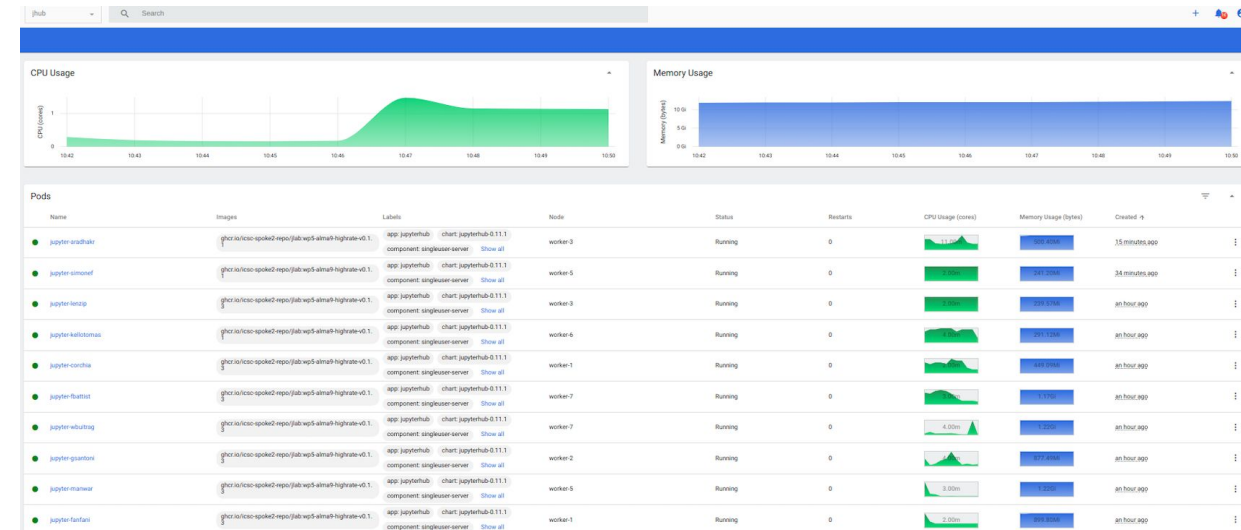 jhub
Search
CPU Usage
Memory Usage
CPU (cores)
1
0
10:42 10:43 10:44 10:45 10:46 10:47 10:48 10:49 10:50
Memory (bytes)
10 Gi
5 Gi
0 Gi
10:42 10:43 10:44 10:45 10:46 10:47 10:48 10:49 10:50
Pods
Name Images Labels Node Status Restarts CPU Usage (cores) Memory Usage (bytes) Created
jupyter-aradhakr ghcr.io/icsc-spoke2-repo/jlab:wp5-alma9-highrate-v0.1. app: jupyterhub chart: jupyterhub-0.11.1 worker-3 Running 0 15 minutes ago
component: singleuser-server Show all
jupyter-simonef ghcr.io/icsc-spoke2-repo/jlab:wp5-alma9-highrate-v0.1. app: jupyterhub chart: jupyterhub-0.11.1 worker-5 Running 0 2.00m 241.20Mi 34 minutes ago
component: singleuser-server Show all
ghcr.io/icsc-spoke2-repo/jlab:wp5-alma9-highrate-v0.1. app: jupyterhub chart: jupyterhub-0.11.1 worker-3 Running 0 an hour ago
component: singleuser-server Show all
jupyter-kellotomas ghcr.io/icsc-spoke2-repo/jlab:wp5-alma9-highrate-v0.1. app: jupyterhub chart: jupyterhub-0.11.1 worker-6 Running 0 an hour ago
component: singleuser-server Show all
jupyter-corchia ghcr.io/icsc-spoke2-repo/jlab:wp5-alma9-highrate-v0.1. app: jupyterhub chart: jupyterhub-0.11.1 worker-1 Running 0 an hour ago
component: singleuser-server Show all
jupyter-fbattist ghcr.io/icsc-spoke2-repo/jlab:wp5-alma9-highrate-v0.1. app: jupyterhub chart: jupyterhub-0.11.1 worker-7 Running 0 an hour ago
component: singleuser-server Show all
jupyter-wbuitrag ghcr.io/icsc-spoke2-repo/jlab:wp5-alma9-highrate-v0.1. app: jupyterhub chart: jupyterhub-0.11.1 worker-7 Running 0 4.00m an hour ago
component: singleuser-server Show all
jupyter-gsantoni ghcr.io/icsc-spoke2-repo/jlab:wp5-alma9-highrate-v0.1. app: jupyterhub chart: jupyterhub-0.11.1 worker-2 Running 0 an hour ago
component: singleuser-server Show all
jupyter-manwar ghcr.io/icsc-spoke2-repo/jlab:wp5-alma9-highrate-v0.1. app: jupyterhub chart: jupyterhub-0.11.1 worker-5 Running 0 3.00m an hour ago
component: singleuser-server Show all
jupyter-fanfani ghcr.io/icsc-spoke2-repo/jlab:wp5-alma9-highrate-v0.1. app: jupyterhub chart: jupyterhub-0.11.1 worker-1 Running 0 2.00m an hour ago
component: singleuser-server Show all